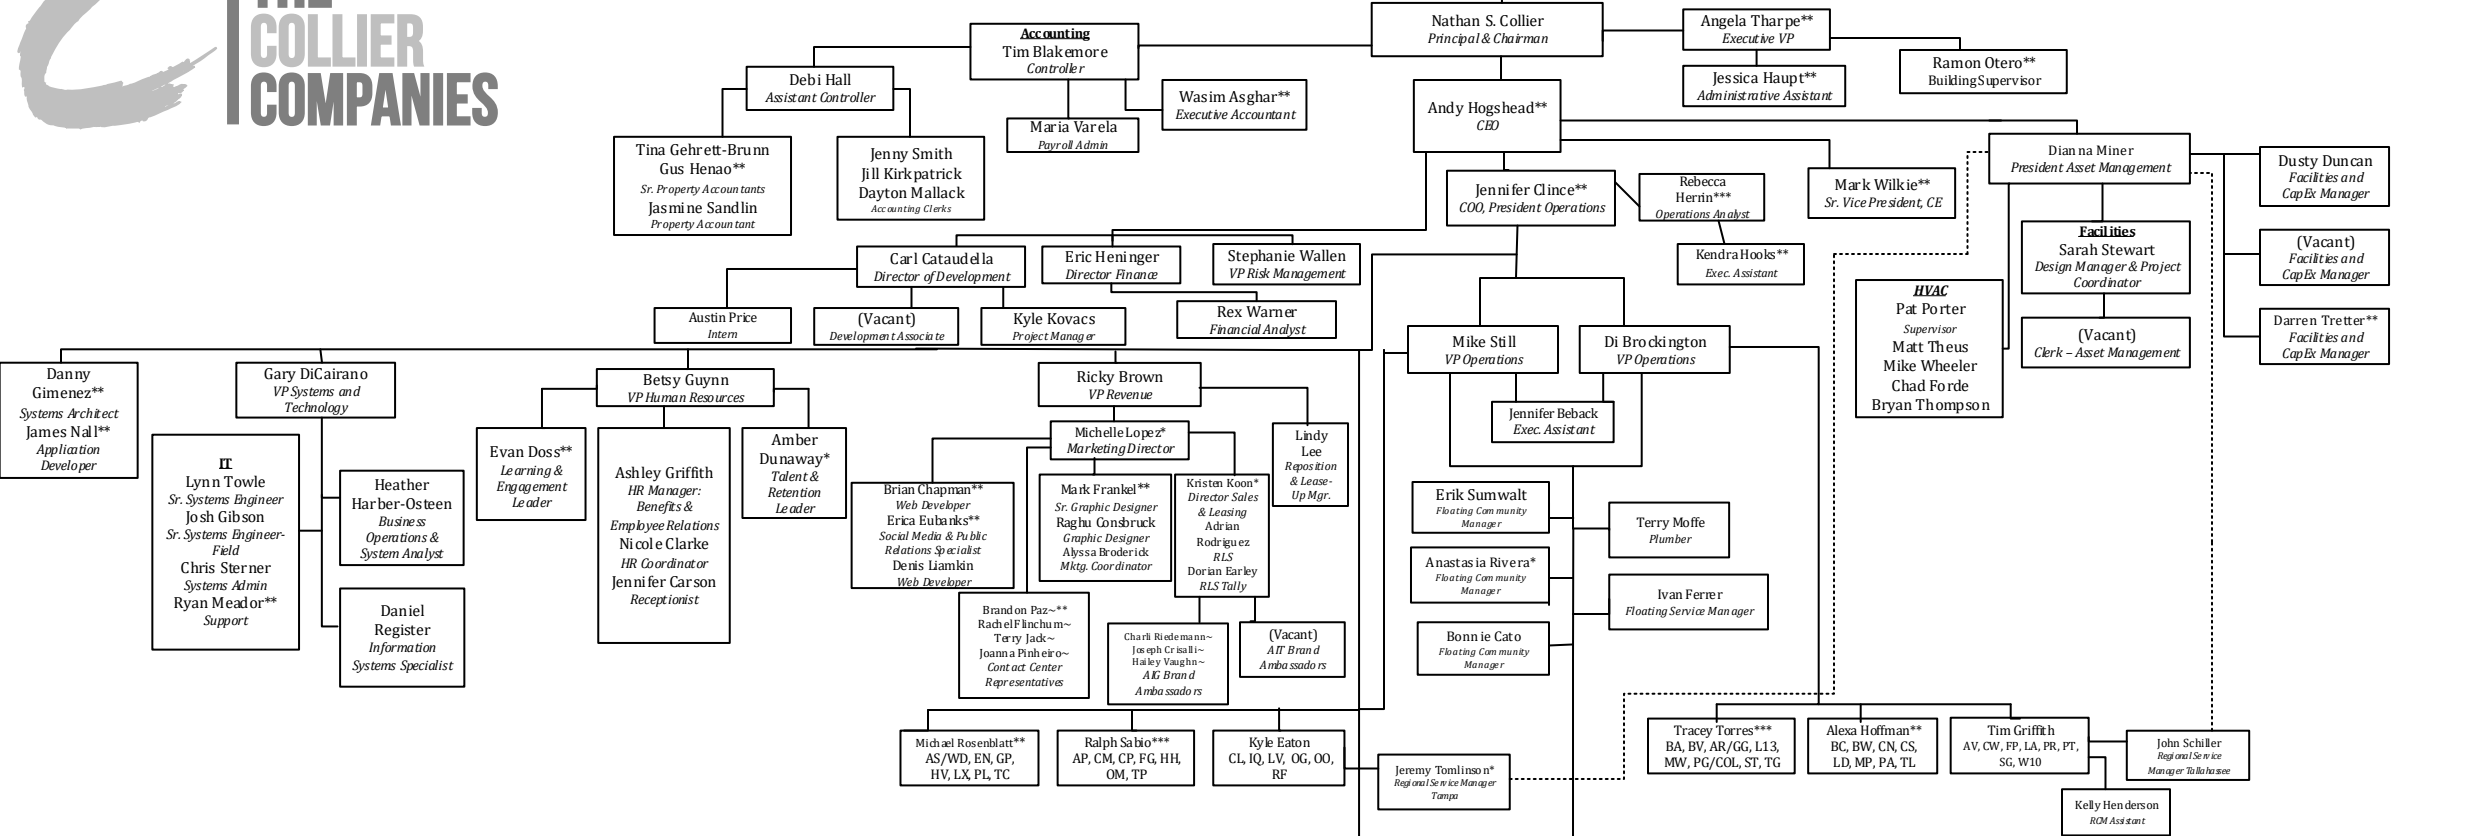 THE
COLLIER
COMPANIES
Nathan S. Collier
Principal & Chairman
Angela Tharpe**
Executive VP
Jessica Haupt**
Administrative Assistant
Ramon Otero**
Building Supervisor
Accounting
Tim Blakemore
Controller
Debi Hall
Assistant Controller
Wasim Asghar**
Executive Accountant
Maria Varela
Payroll Admin
Tina Gehrett-Brunn
Gus Henao**
Sr. Property Accountants
Jasmine Sandlin
Property Accountant
Jenny Smith
Jill Kirkpatrick
Dayton Mallack
Accounting Clerks
Andy Hogshead**
CEO
Jennifer Clince**
COO, President Operations
Rebecca
Herrin***
Operations Analyst
Kendra Hooks**
Exec. Assistant
Mark Wilkie**
Sr. Vice President, CE
Dianna Miner
President Asset Management
Dusty Duncan
Facilities and
CapEx Manager
(Vacant)
Facilities and
CapEx Manager
Darren Tretter**
Facilities and
CapEx Manager
Facilities
Sarah Stewart
Design Manager & Project
Coordinator
(Vacant)
Clerk – Asset Management
HVAC
Pat Porter
Supervisor
Matt Theus
Mike Wheeler
Chad Forde
Bryan Thompson
Carl Cataudella
Director of Development
Eric Heninger
Director Finance
Stephanie Wallen
VP Risk Management
Austin Price
Intern
(Vacant)
Development Associate
Kyle Kovacs
Project Manager
Rex Warner
Financial Analyst
Mike Still
VP Operations
Di Brockington
VP Operations
Jennifer Beback
Exec. Assistant
Danny
Gimenez**
Systems Architect
James Nall**
Application
Developer
Gary DiCairano
VP Systems and
Technology
IT
Lynn Towle
Sr. Systems Engineer
Josh Gibson
Sr. Systems Engineer-
Field
Chris Sterner
Systems Admin
Ryan Meador**
Support
Heather
Harber-Osteen
Business
Operations &
System Analyst
Daniel
Register
Information
Systems Specialist
Betsy Guynn
VP Human Resources
Evan Doss**
Learning &
Engagement
Leader
Ashley Griffith
HR Manager:
Benefits &
Employee Relations
Nicole Clarke
HR Coordinator
Jennifer Carson
Receptionist
Amber
Dunaway*
Talent &
Retention
Leader
Ricky Brown
VP Revenue
Michelle Lopez*
Marketing Director
Lindy
Lee
Reposition
& Lease-
Up Mgr.
Brian Chapman**
Web Developer
Erica Eubanks**
Social Media & Public
Relations Specialist
Denis Liamkin
Web Developer
Mark Frankel**
Sr. Graphic Designer
Raghu Consbruck
Graphic Designer
Alyssa Broderick
Mktg. Coordinator
Kristen Koon*
Director Sales
& Leasing
Adrian
Rodriguez
RLS
Dorian Earley
RLS Tally
Brandon Paz~**
Rachel Flinchum~
Terry Jack~
Joanna Pinheiro~
Contact Center
Representatives
Charli Riedemann~
Joseph Crisalli~
Hailey Vaughn~
AIG Brand
Ambassadors
(Vacant)
AIT Brand
Ambassadors
Erik Sumwalt
Floating Community
Manager
Anastasia Rivera*
Floating Community
Manager
Bonnie Cato
Floating Community
Manager
Terry Moffe
Plumber
Ivan Ferrer
Floating Service Manager
Michael Rosenblatt**
AS/WD, EN, GP,
HV, LX, PL, TC
Ralph Sabio***
AP, CM, CP, FG, HH,
OM, TP
Kyle Eaton
CL, IQ, LV, OG, OO,
RF
Jeremy Tomlinson*
Regional Service Manager
Tampa
Tracey Torres***
BA, BV, AR/GG, L13,
MW, PG/COL, ST, TG
Alexa Hoffman**
BC, BW, CN, CS,
LD, MP, PA, TL
Tim Griffith
AV, CW, FP, LA, PR, PT,
SG, W10
John Schiller
Regional Service
Manager Tallahassee
Kelly Henderson
RCM Assistant